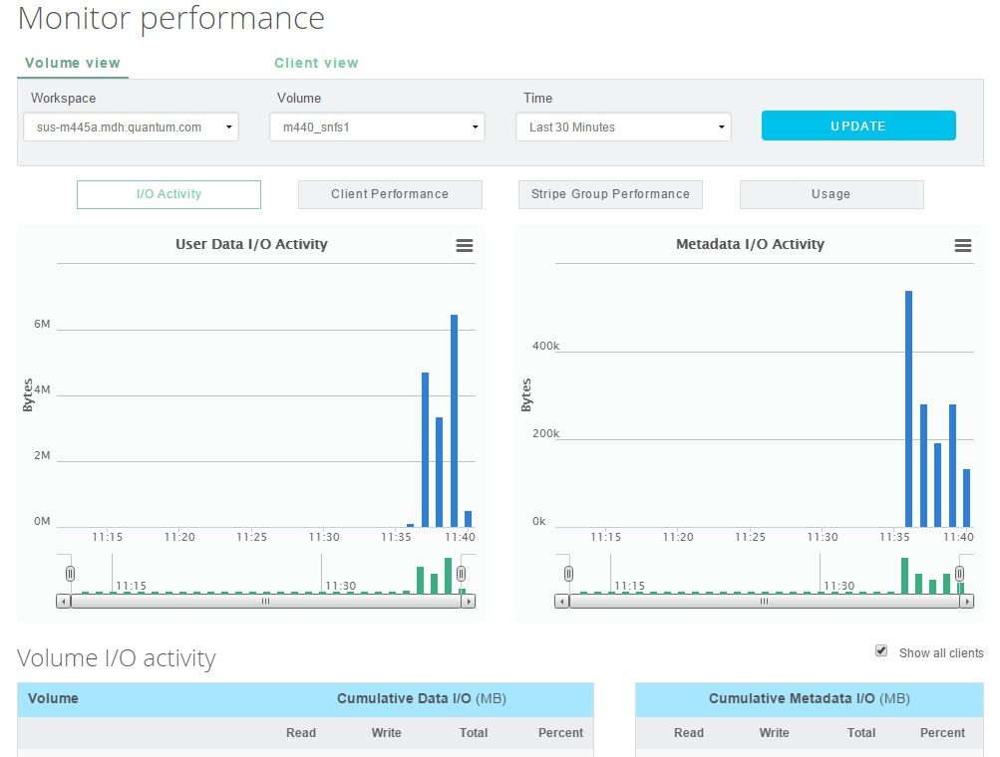 Monitor performance
Volume view Client view
Workspace Volume Time
sus-m445a.mdh.quantum.com m440_snfs1 Last 30 Minutes UPDATE
I/O Activity Client Performance Stripe Group Performance Usage
User Data I/O Activity
Bytes
6M
4M
2M
0M
11:15 11:20 11:25 11:30 11:35 11:40
11:15 11:30
Metadata I/O Activity
Bytes
400k
200k
0k
11:15 11:20 11:25 11:30 11:35 11:40
11:15 11:30
Volume I/O activity
Show all clients
Volume Cumulative Data I/O (MB)
Read Write Total Percent
Cumulative Metadata I/O (MB)
Read Write Total Percent